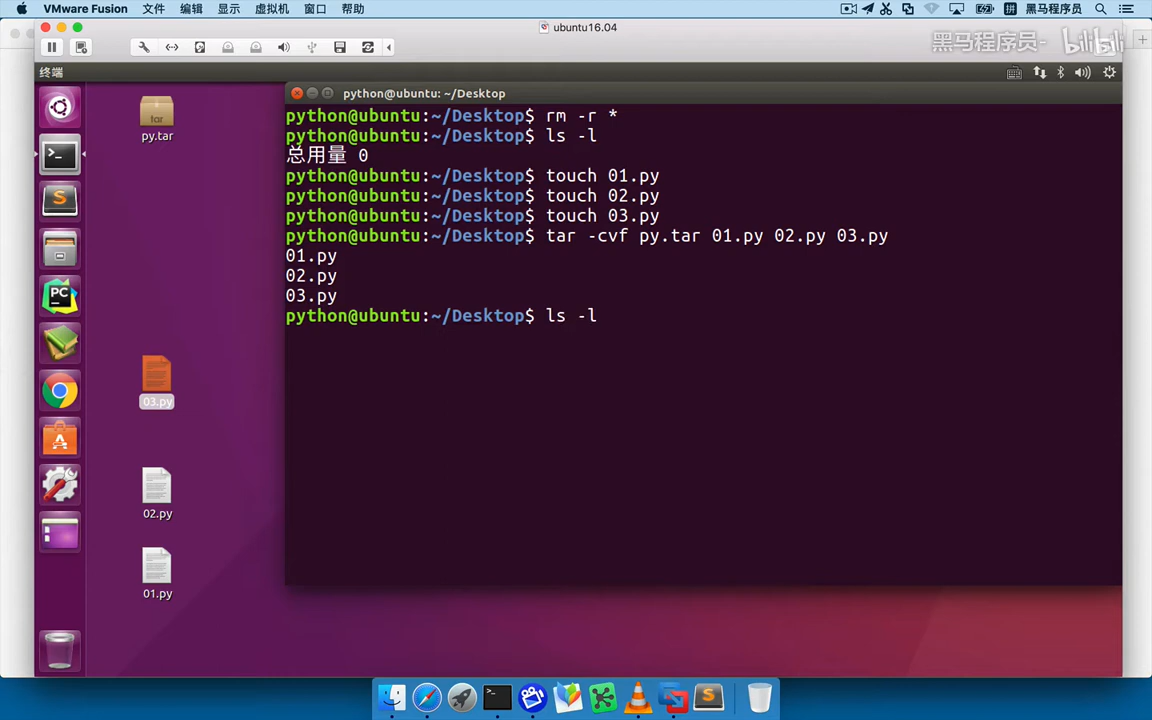 VMware Fusion 文件 编辑 显示 虚拟机 窗口 帮助 拼 黑马程序员
ubuntu16.04
黑马程序员- bilibili
终端
python@ubuntu: ~/Desktop
tar
py.tar
03.py
02.py
01.py
python@ubuntu:~/Desktop$ rm -r *
python@ubuntu:~/Desktop$ ls -l
总用量 0
python@ubuntu:~/Desktop$ touch 01.py
python@ubuntu:~/Desktop$ touch 02.py
python@ubuntu:~/Desktop$ touch 03.py
python@ubuntu:~/Desktop$ tar -cvf py.tar 01.py 02.py 03.py
01.py
02.py
03.py
python@ubuntu:~/Desktop$ ls -l
S
PC
A
S